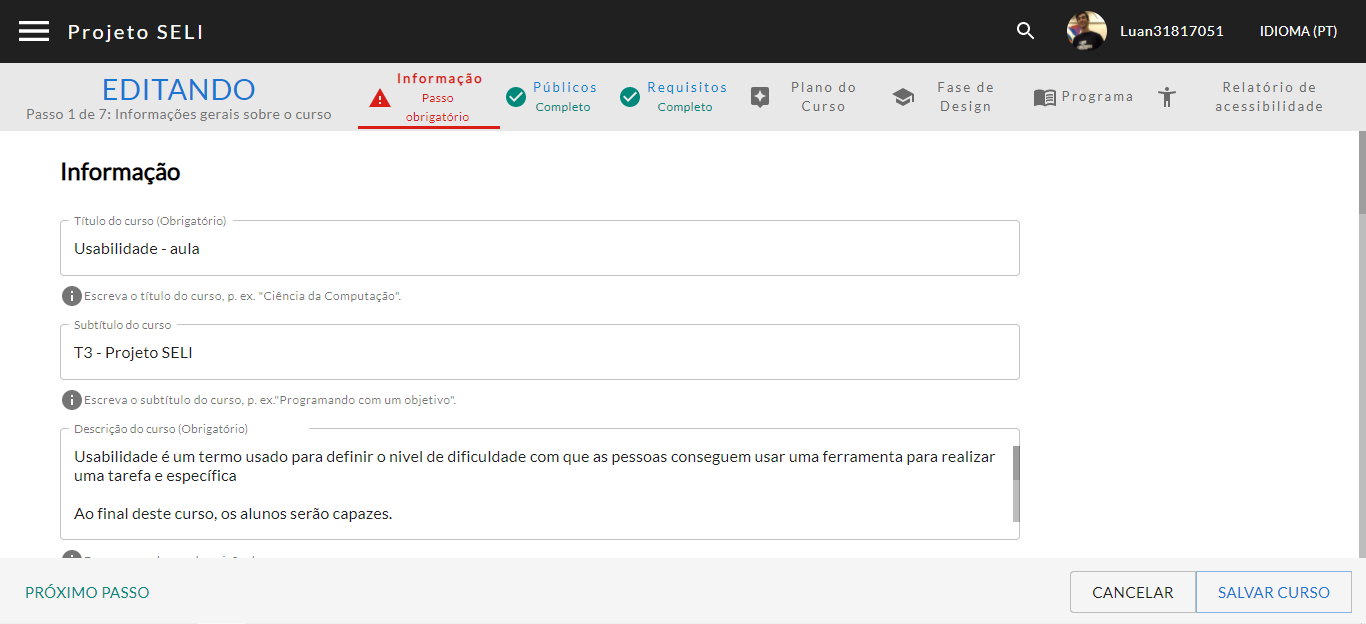 Projeto SELI
Luan31817051
IDIOMA (PT)
EDITANDO
Passo 1 de 7: Informações gerais sobre o curso
Informação
Passo
obrigatório
Públicos
Completo
Requisitos
Completo
Plano do
Curso
Fase de
Design
Programa
Relatório de
acessibilidade
Informação
Título do curso (Obrigatório)
Usabilidade - aula
Escreva o título do curso, p. ex. "Ciência da Computação".
Subtítulo do curso
T3 - Projeto SELI
Escreva o subtítulo do curso, p. ex."Programando com um objetivo".
Descrição do curso (Obrigatório)
Usabilidade é um termo usado para definir o nivel de dificuldade com que as pessoas conseguem usar uma ferramenta para realizar
uma tarefa e específica
Ao final deste curso, os alunos serão capazes.
PRÓXIMO PASSO
CANCELAR
SALVAR CURSO